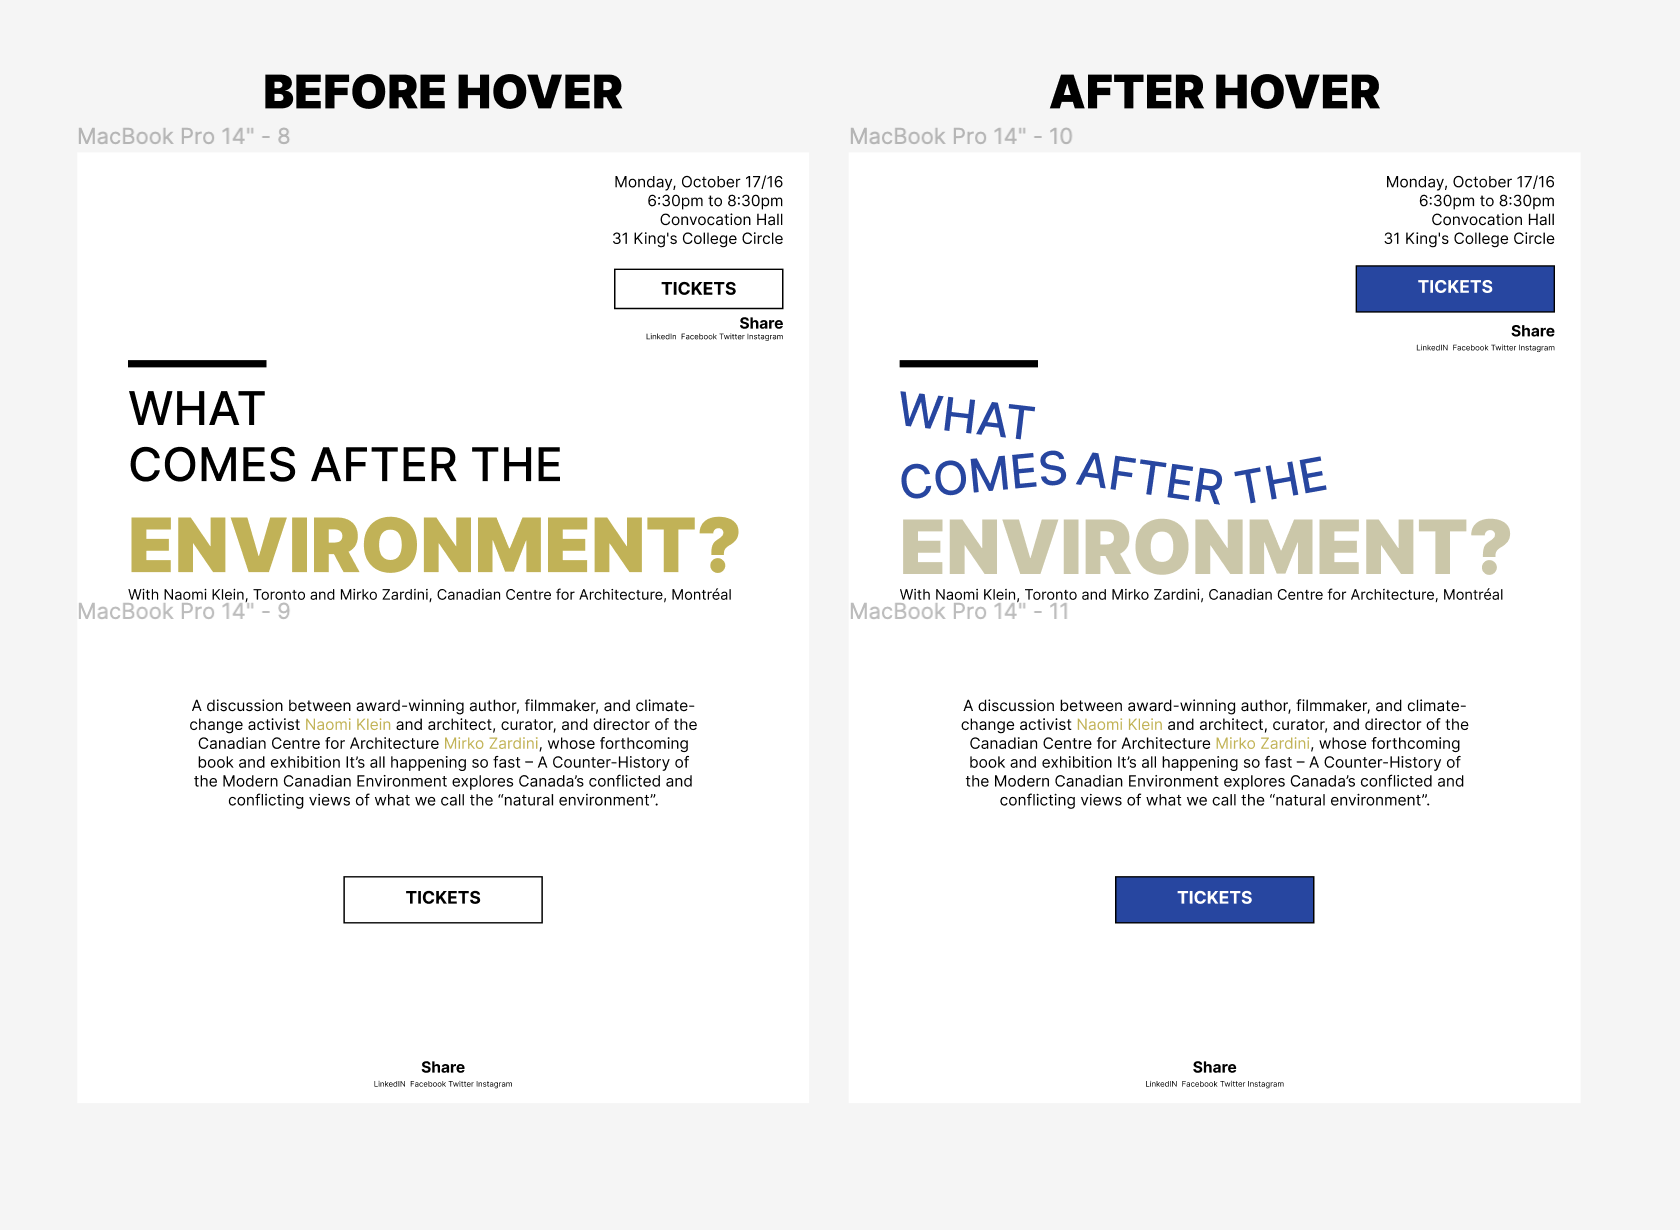 BEFORE HOVER
MacBook Pro 14" - 8
Monday, October 17/16
6:30pm to 8:30pm
Convocation Hall
31 King's College Circle
TICKETS
Share
LinkedIn Facebook Twitter Instagram
WHAT
COMES AFTER THE
ENVIRONMENT?
With Naomi Klein, Toronto and Mirko Zardini, Canadian Centre for Architecture, Montréal
MacBook Pro 14" - 9
A discussion between award-winning author, filmmaker, and climate-
change activist Naomi Klein and architect, curator, and director of the
Canadian Centre for Architecture Mirko Zardini, whose forthcoming
book and exhibition It’s all happening so fast – A Counter-History of
the Modern Canadian Environment explores Canada’s conflicted and
conflicting views of what we call the “natural environment”.
TICKETS
Share
LinkedIN Facebook Twitter Instagram
AFTER HOVER
MacBook Pro 14" - 10
Monday, October 17/16
6:30pm to 8:30pm
Convocation Hall
31 King's College Circle
TICKETS
Share
LinkedIN Facebook Twitter Instagram
WHAT
COMES AFTER THE
ENVIRONMENT?
With Naomi Klein, Toronto and Mirko Zardini, Canadian Centre for Architecture, Montréal
MacBook Pro 14" - 11
A discussion between award-winning author, filmmaker, and climate-
change activist Naomi Klein and architect, curator, and director of the
Canadian Centre for Architecture Mirko Zardini, whose forthcoming
book and exhibition It’s all happening so fast – A Counter-History of
the Modern Canadian Environment explores Canada’s conflicted and
conflicting views of what we call the “natural environment”.
TICKETS
Share
LinkedIN Facebook Twitter Instagram